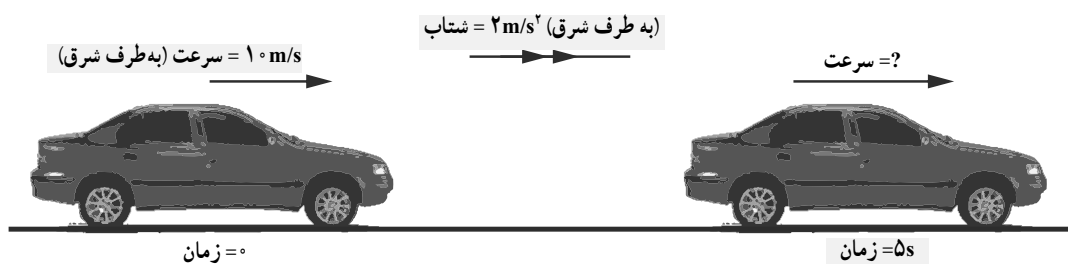 (به طرف شرق) ۲m/s² = شتاب
۱۰m/s = سرعت (به‌طرف شرق)
?= سرعت
۰= زمان
۵s= زمان